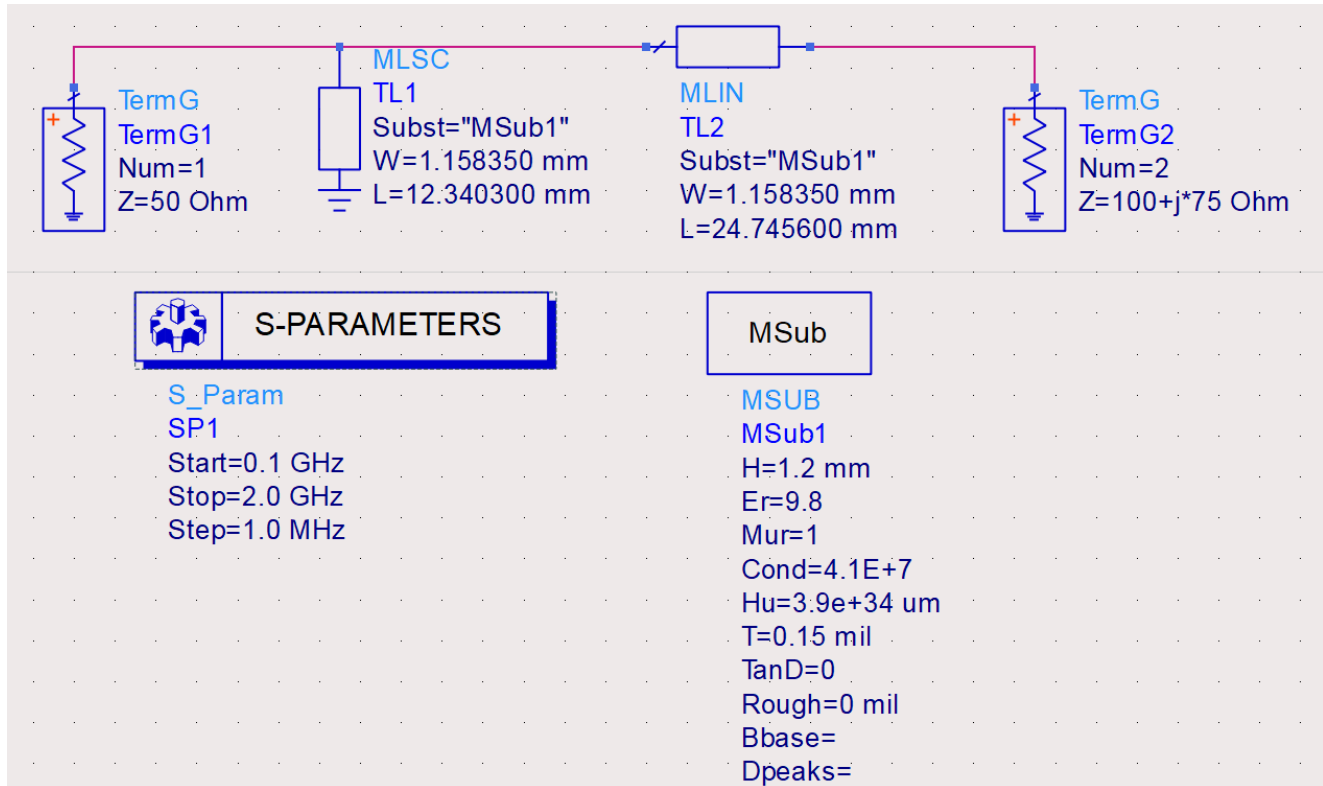 TermG
TermG1
Num=1
Z=50 Ohm
MLSC
TL1
Subst="MSub1"
W=1.158350 mm
L=12.340300 mm
MLIN
TL2
Subst="MSub1"
W=1.158350 mm
L=24.745600 mm
TermG
TermG2
Num=2
Z=100+j*75 Ohm
S-PARAMETERS
S_Param
SP1
Start=0.1 GHz
Stop=2.0 GHz
Step=1.0 MHz
MSub
MSUB
MSub1
H=1.2 mm
Er=9.8
Mur=1
Cond=4.1E+7
Hu=3.9e+34 um
T=0.15 mil
TanD=0
Rough=0 mil
Bbase=
Dpeaks=